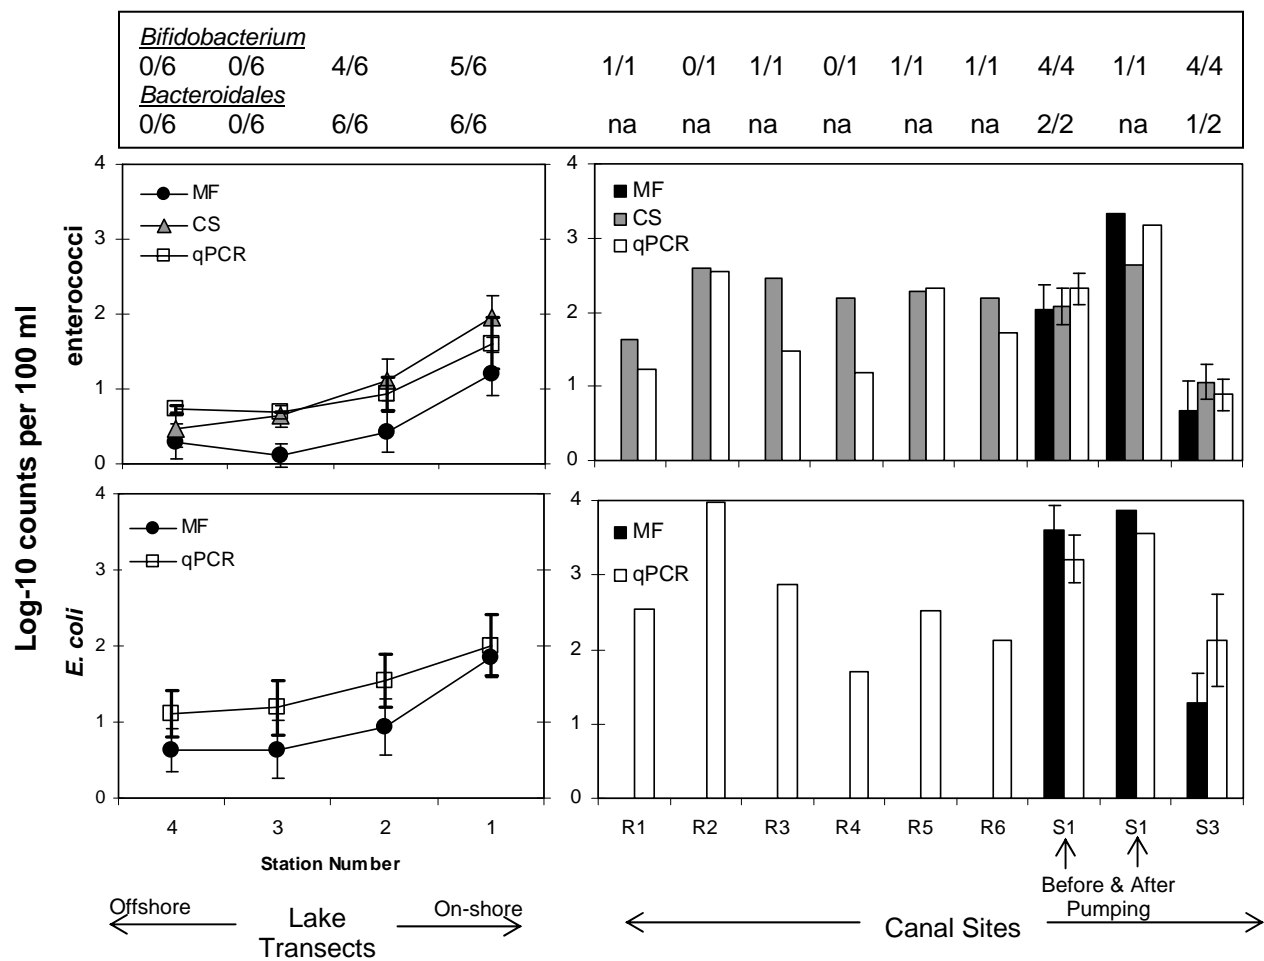 Bifidobacterium
0/6 0/6 4/6 5/6 1/1 0/1 1/1 0/1 1/1 1/1 4/4 1/1 4/4
Bacteroidales
0/6 0/6 6/6 6/6 na na na na na na 2/2 na 1/2
Log-10 counts per 100 ml
enterococci
4
3
2
1
0
MF
CS
qPCR
4
3
2
1
0
MF
CS
qPCR
E. coli
4
3
2
1
0
MF
qPCR
4 3 2 1
Station Number
4
3
2
1
0
MF
qPCR
R1 R2 R3 R4 R5 R6 S1 S1 S3
Before & After
Pumping
Offshore
Lake
Transects
On-shore
Canal Sites